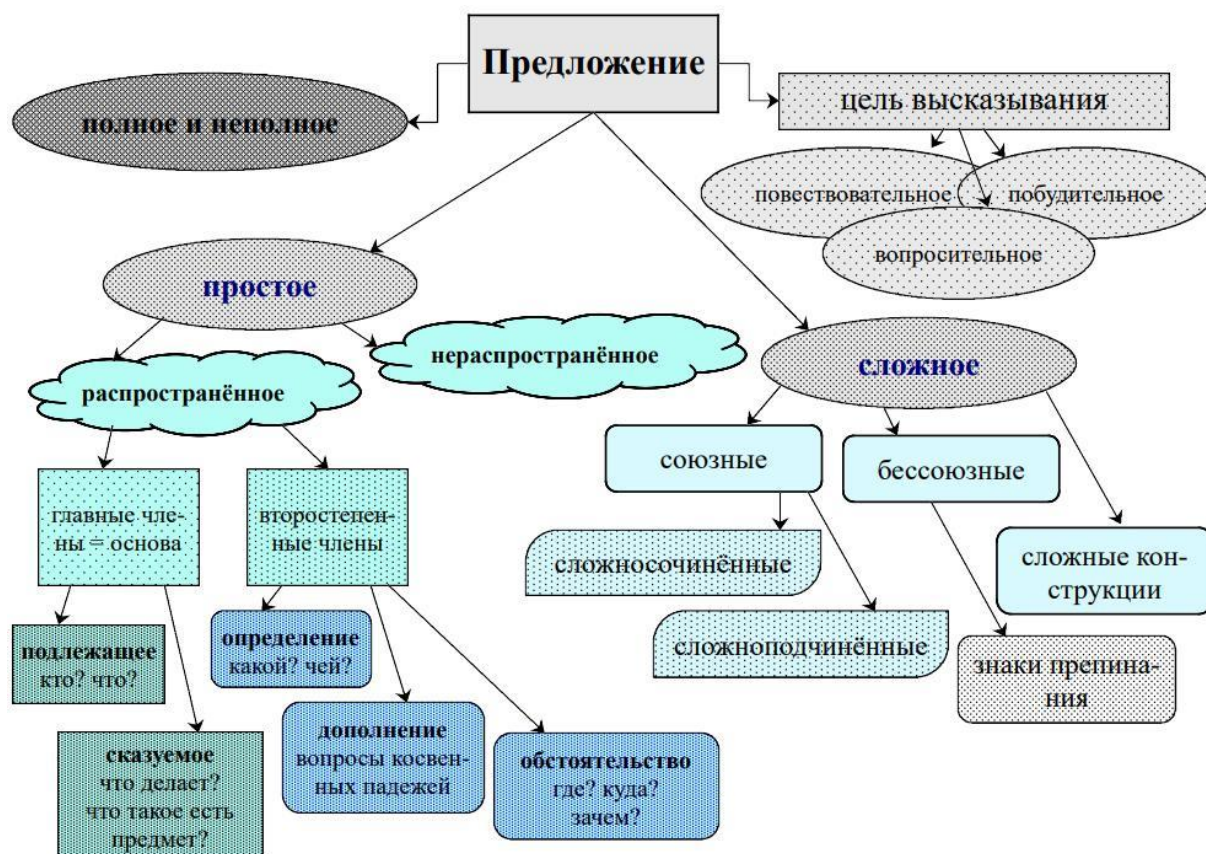 Предложение
полное и неполное
цель высказывания
повествовательное
побудительное
вопросительное
простое
нераспространённое
распространённое
сложное
союзные
бессоюзные
главные чле-
ны = основа
второстепен-
ные члены
сложносочинённые
сложные кон-
струкции
сложноподчинённые
знаки препина-
ния
подлежащее
кто? что?
определение
какой? чей?
сказуемое
что делает?
что такое есть
предмет?
дополнение
вопросы косвен-
ных падежей
обстоятельство
где? куда?
зачем?